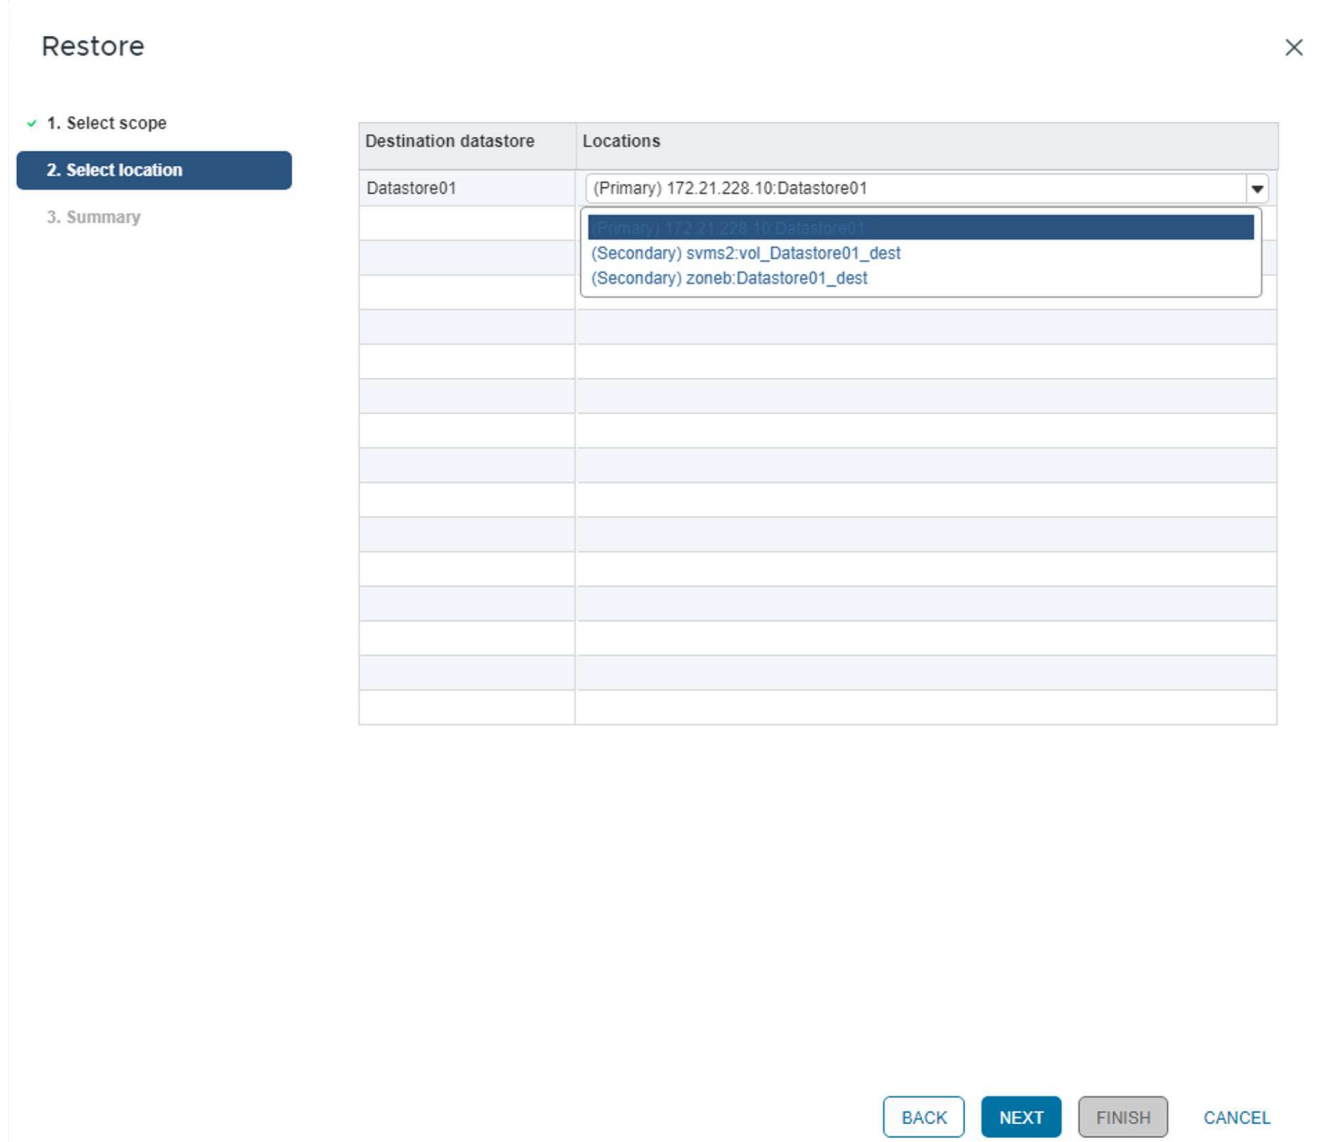 Restore
1. Select scope
2. Select location
3. Summary
Destination datastore
Locations
Datastore01
(Primary) 172.21.228.10:Datastore01
(Primary) 172.21.228.10:Datastore01
(Secondary) svms2:vol_Datastore01_dest
(Secondary) zoneb:Datastore01_dest
BACK
NEXT
FINISH
CANCEL